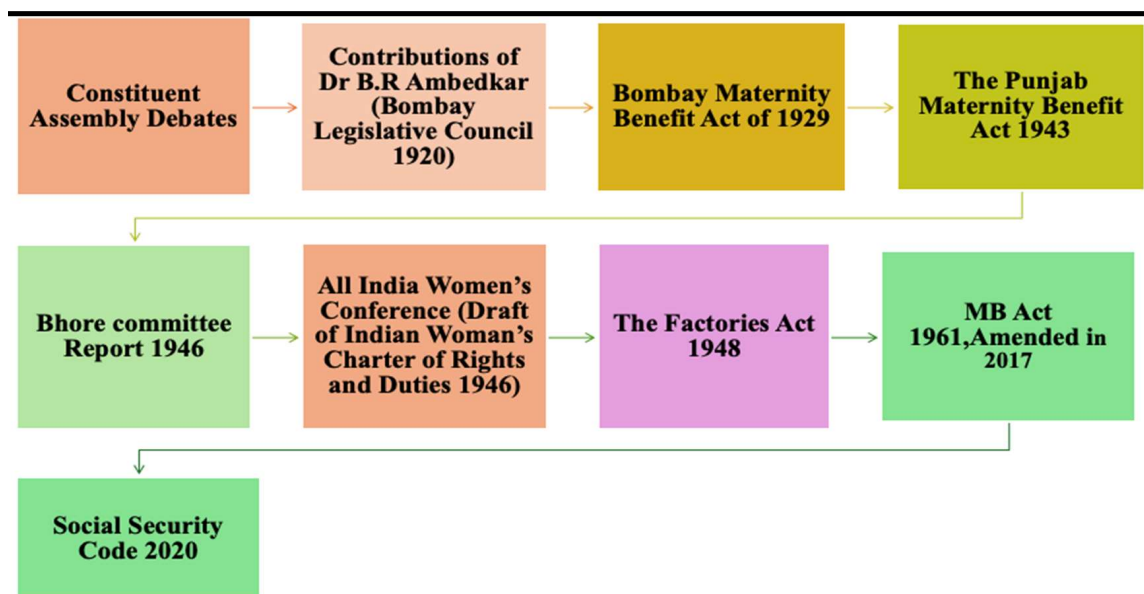 Constituent
Assembly Debates
Contributions of
Dr B.R Ambedkar
(Bombay
Legislative Council
1920)
Bombay Maternity
Benefit Act of 1929
The Punjab
Maternity Benefit
Act 1943
Bhore committee
Report 1946
All India Women’s
Conference (Draft
of Indian Woman’s
Charter of Rights
and Duties 1946)
The Factories Act
1948
MB Act
1961,Amended in
2017
Social Security
Code 2020